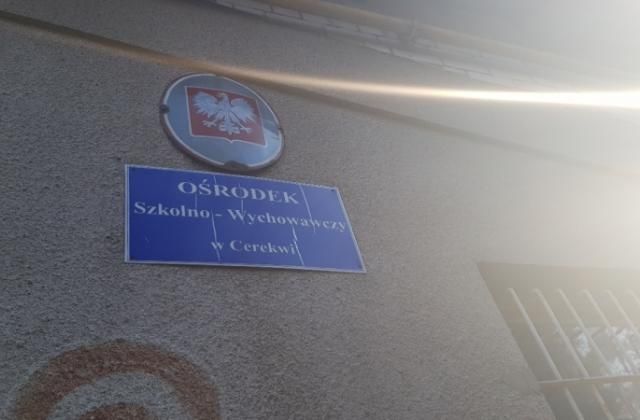 OŚRODEK
Szkolno - Wychowawczy
w Cerekwi